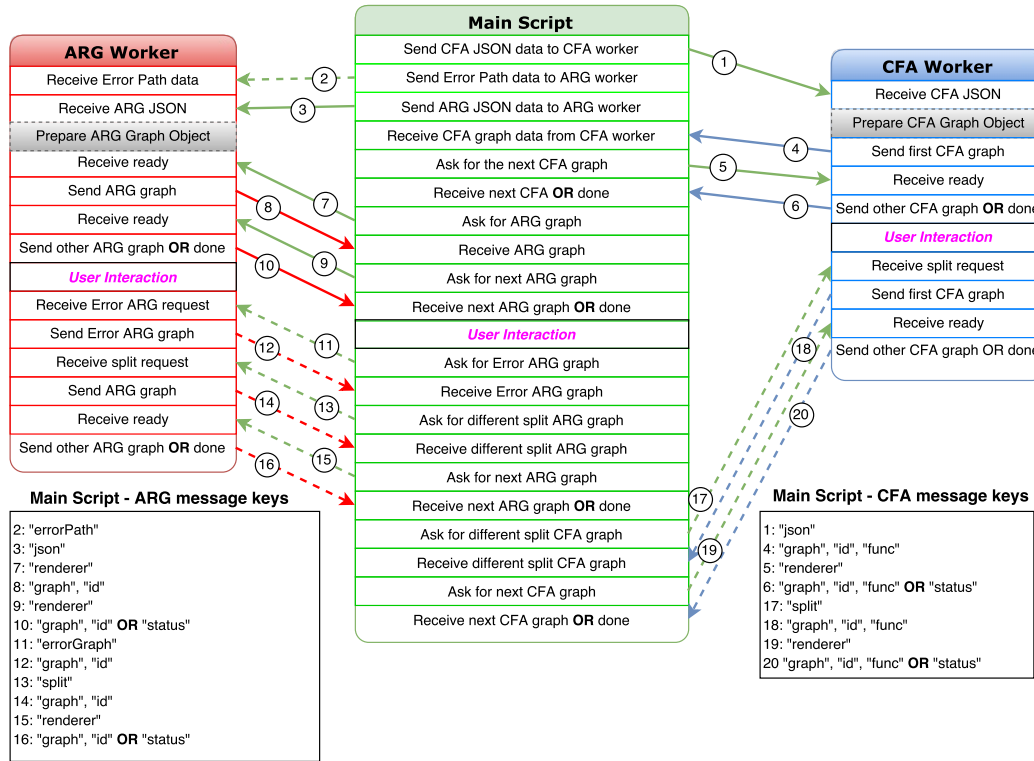 ARG Worker
Receive Error Path data
Receive ARG JSON
Prepare ARG Graph Object
Receive ready
Send ARG graph
Receive ready
Send other ARG graph OR done
User Interaction
Receive Error ARG request
Send Error ARG graph
Receive split request
Send ARG graph
Receive ready
Send other ARG graph OR done
Main Script
Send CFA JSON data to CFA worker
Send Error Path data to ARG worker
Send ARG JSON data to ARG worker
Receive CFA graph data from CFA worker
Ask for the next CFA graph
Receive next CFA OR done
Ask for ARG graph
Receive ARG graph
Ask for next ARG graph
Receive next ARG graph OR done
User Interaction
Ask for Error ARG graph
Receive Error ARG graph
Ask for different split ARG graph
Receive different split ARG graph
Ask for next ARG graph
Receive next ARG graph OR done
Ask for different split CFA graph
Receive different split CFA graph
Ask for next CFA graph
Receive next CFA graph OR done
CFA Worker
Receive CFA JSON
Prepare CFA Graph Object
Send first CFA graph
Receive ready
Send other CFA graph OR done
User Interaction
Receive split request
Send first CFA graph
Receive ready
Send other CFA graph OR done
1
2
3
4
5
6
7
8
9
10
11
12
13
14
15
16
17
18
19
20
Main Script - ARG message keys
2: "errorPath"
3: "json"
7: "renderer"
8: "graph", "id"
9: "renderer"
10: "graph", "id" OR "status"
11: "errorGraph"
12: "graph", "id"
13: "split"
14: "graph", "id"
15: "renderer"
16: "graph", "id" OR "status"
Main Script - CFA message keys
1: "json"
4: "graph", "id", "func"
5: "renderer"
6: "graph", "id", "func" OR "status"
17: "split"
18: "graph", "id", "func"
19: "renderer"
20 "graph", "id", "func" OR "status"